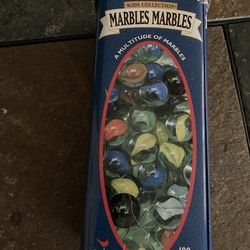 KIDS COLLECTION
MARBLES MARBLES
A MULTITUDE OF MARBLES